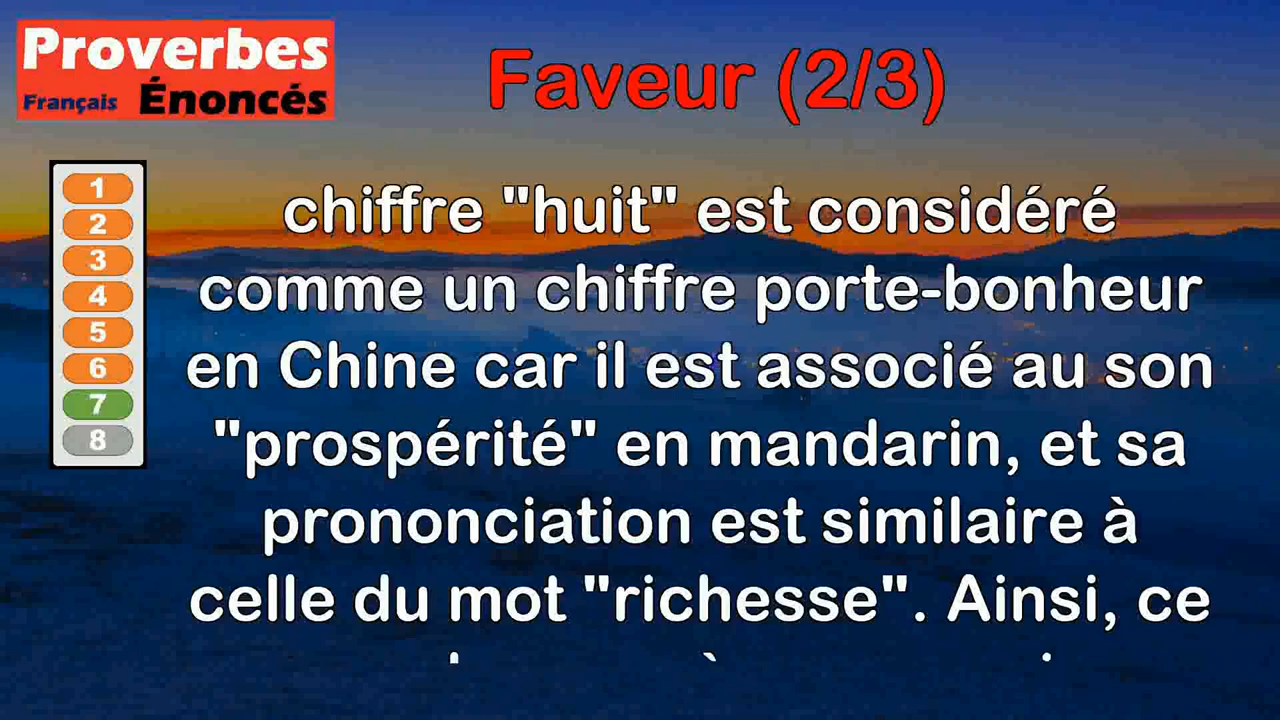 Proverbes
Français Énoncés
Faveur (2/3)
1
2
3
4
5
6
7
8
chiffre "huit" est considéré
comme un chiffre porte-bonheur
en Chine car il est associé au son
"prospérité" en mandarin, et sa
prononciation est similaire à
celle du mot "richesse". Ainsi, ce